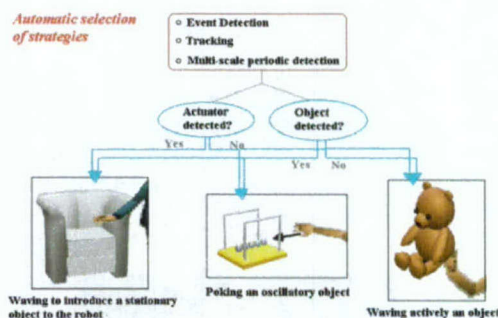 Automatic selection
of strategies
Event Detection
Tracking
Multi-scale periodic detection
Actuator
detected?
Object
detected?
Yes
No
Yes
No
Waving to introduce a stationary
object to the robot
Poking an oscillatory object
Waving actively an object